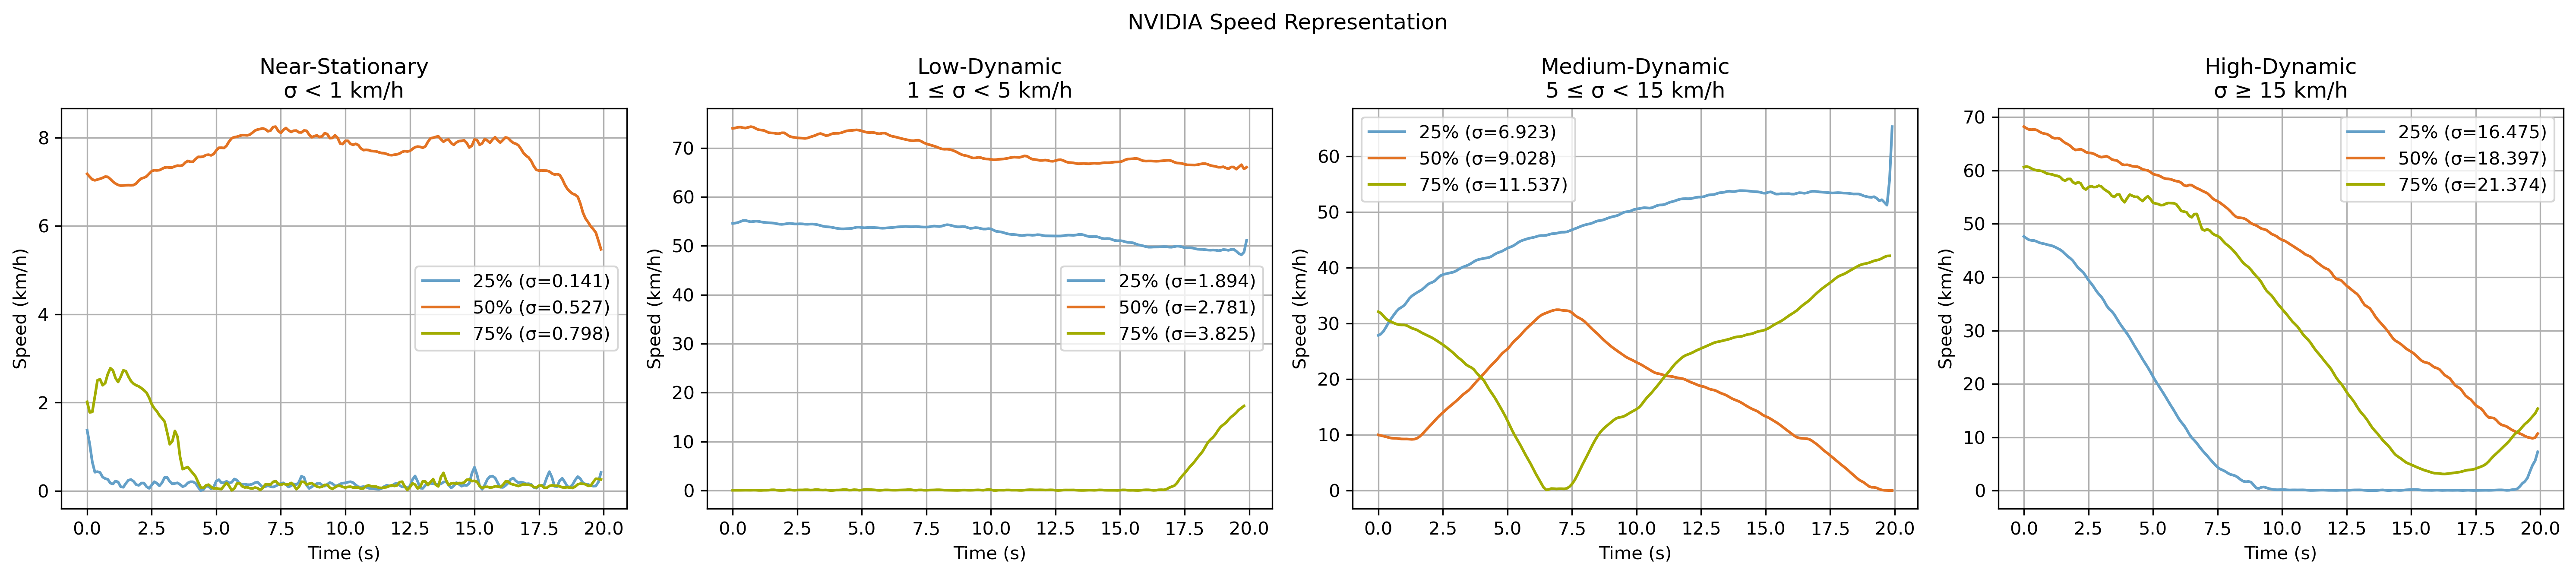 NVIDIA Speed Representation
Near-Stationary
σ < 1 km/h
Speed (km/h)
8
6
4
2
0
25% (σ=0.141)
50% (σ=0.527)
75% (σ=0.798)
0.0 2.5 5.0 7.5 10.0 12.5 15.0 17.5 20.0
Time (s)
Low-Dynamic
1 ≤ σ < 5 km/h
Speed (km/h)
70
60
50
40
30
20
10
0
25% (σ=1.894)
50% (σ=2.781)
75% (σ=3.825)
0.0 2.5 5.0 7.5 10.0 12.5 15.0 17.5 20.0
Time (s)
Medium-Dynamic
5 ≤ σ < 15 km/h
Speed (km/h)
60
50
40
30
20
10
0
25% (σ=6.923)
50% (σ=9.028)
75% (σ=11.537)
0.0 2.5 5.0 7.5 10.0 12.5 15.0 17.5 20.0
Time (s)
High-Dynamic
σ ≥ 15 km/h
Speed (km/h)
70
60
50
40
30
20
10
0
25% (σ=16.475)
50% (σ=18.397)
75% (σ=21.374)
0.0 2.5 5.0 7.5 10.0 12.5 15.0 17.5 20.0
Time (s)